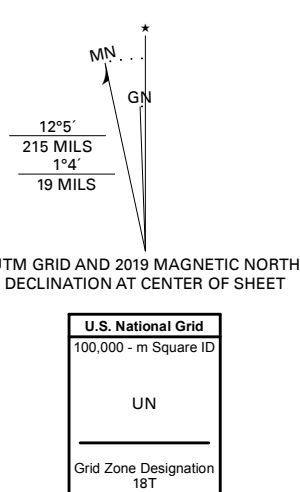 ★
MN
GN
12°5´
215 MILS
1°4´
19 MILS
UTM GRID AND 2019 MAGNETIC NORTH
DECLINATION AT CENTER OF SHEET
U.S. National Grid
100,000 - m Square ID
UN
Grid Zone Designation
18T